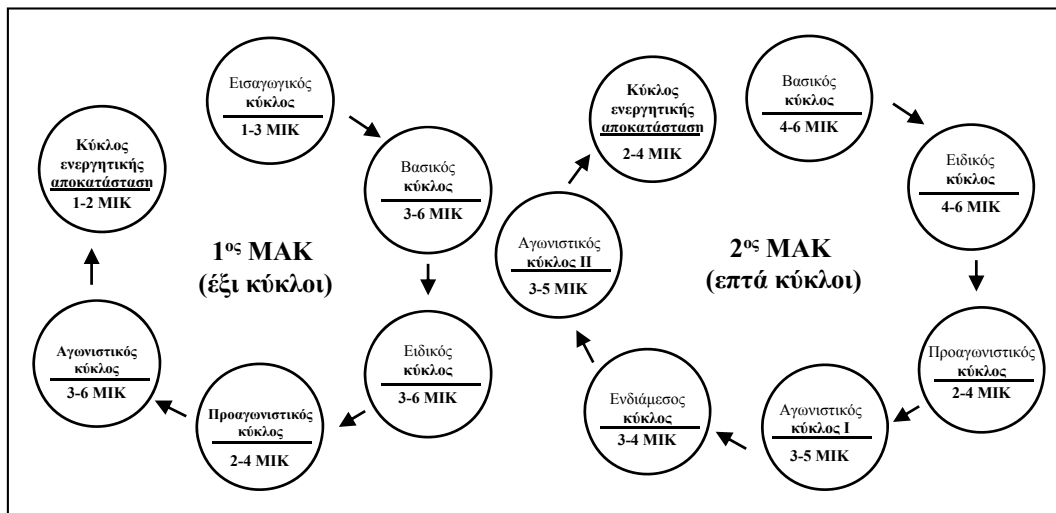 Εισαγωγικός
κύκλος
1-3 ΜΙΚ
Βασικός
κύκλος
3-6 ΜΙΚ
Ειδικός
κύκλος
3-6 ΜΙΚ
Προαγωνιστικός
κύκλος
2-4 ΜΙΚ
Αγωνιστικός
κύκλος
3-6 ΜΙΚ
Κύκλος
ενεργητικής
αποκατάσταση
1-2 ΜΙΚ
1ος ΜΑΚ
(έξι κύκλοι)
Βασικός
κύκλος
4-6 ΜΙΚ
Ειδικός
κύκλος
4-6 ΜΙΚ
Προαγωνιστικός
κύκλος
2-4 ΜΙΚ
Αγωνιστικός
κύκλος Ι
3-5 ΜΙΚ
Ενδιάμεσος
κύκλος
3-4 ΜΙΚ
Αγωνιστικός
κύκλος ΙΙ
3-5 ΜΙΚ
Κύκλος
ενεργητικής
αποκατάσταση
2-4 ΜΙΚ
2ος ΜΑΚ
(επτά κύκλοι)